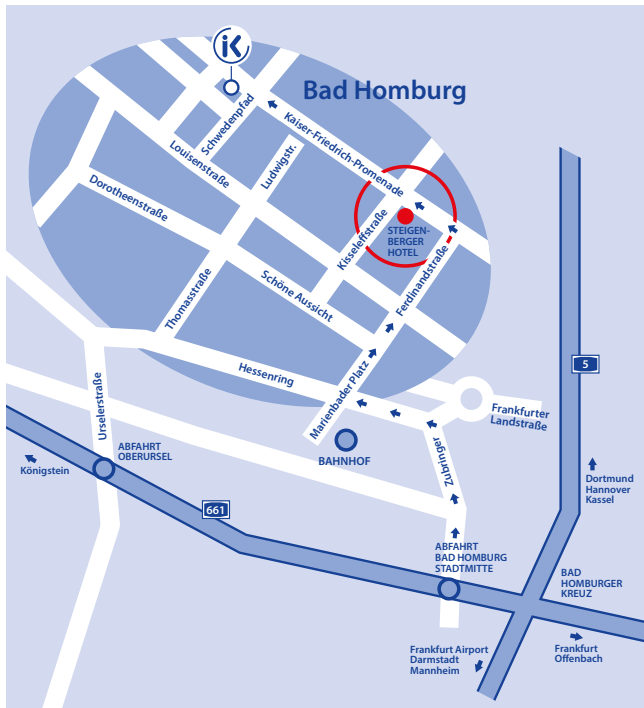 iK
Bad Homburg
Kaiser-Friedrich-Promenade
Schwedenpfad
Louisenstraße
Ludwigstr.
Dorotheenstraße
Kisseleffstraße
STEIGEN-
BERGER
HOTEL
Ferdinandstraße
Schöne Aussicht
Thomasstraße
Hessenring
Marienbader Platz
5
Urselerstraße
Frankfurter
Landstraße
BAHNHOF
Zubringer
ABFAHRT
OBERURSEL
Königstein
661
Dortmund
Hannover
Kassel
ABFAHRT
BAD HOMBURG
STADTMITTE
BAD
HOMBURGER
KREUZ
Frankfurt Airport
Darmstadt
Mannheim
Frankfurt
Offenbach